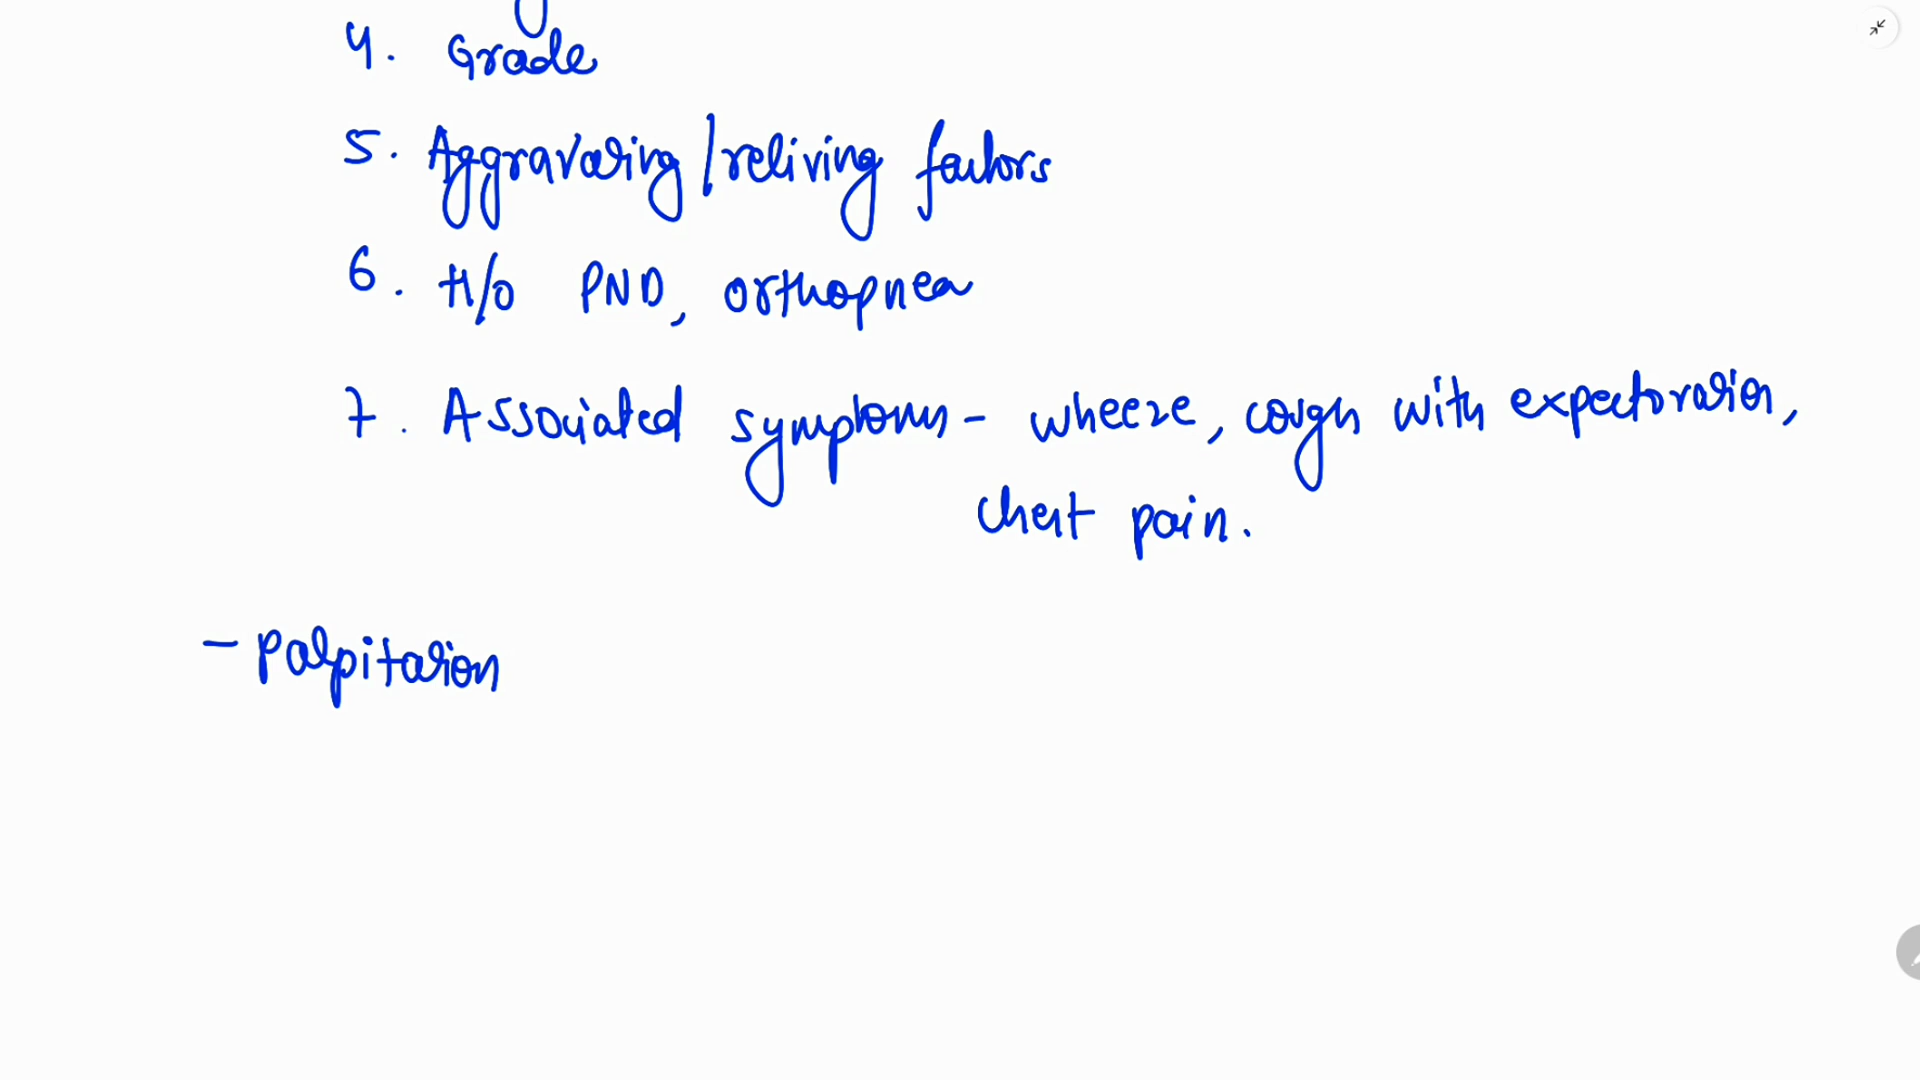 4. Grade
5. Aggravating/reliving factors
6. H/o PND, orthopnea
7. Associated symptoms - wheeze, cough with expectoration,
chest pain.
- Palpitation